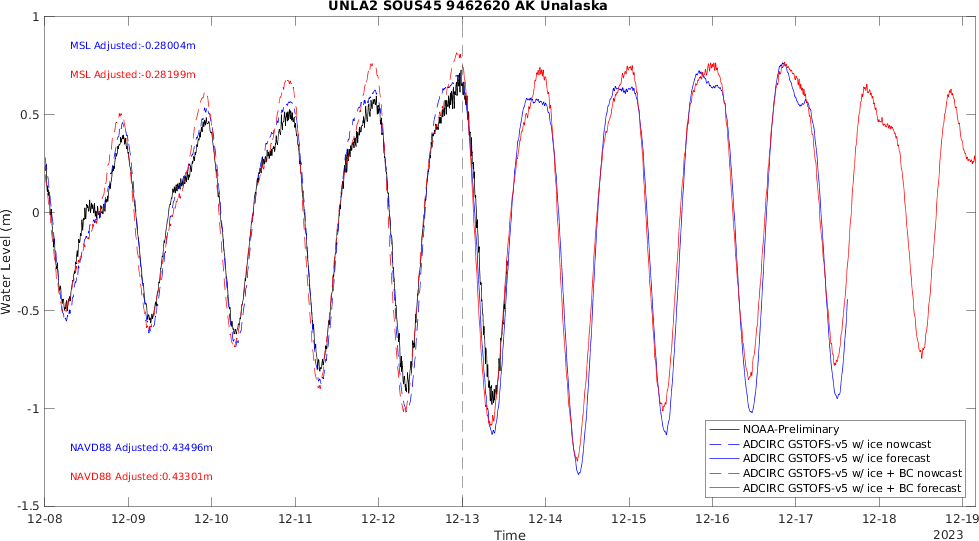 UNLA2 SOUS45 9462620 AK Unalaska
1
MSL Adjusted:-0.28004m
MSL Adjusted:-0.28199m
0.5
0
Water Level (m)
-0.5
-1
NOAA-Preliminary
NAVD88 Adjusted:0.43496m
ADCIRC GSTOFS-v5 w/ ice nowcast
ADCIRC GSTOFS-v5 w/ ice forecast
NAVD88 Adjusted:0.43301m
ADCIRC GSTOFS-v5 w/ ice + BC nowcast
ADCIRC GSTOFS-v5 w/ ice + BC forecast
-1.5
12-08 12-09 12-10 12-11 12-12 12-13 12-14 12-15 12-16 12-17 12-18 12-19
Time
2023